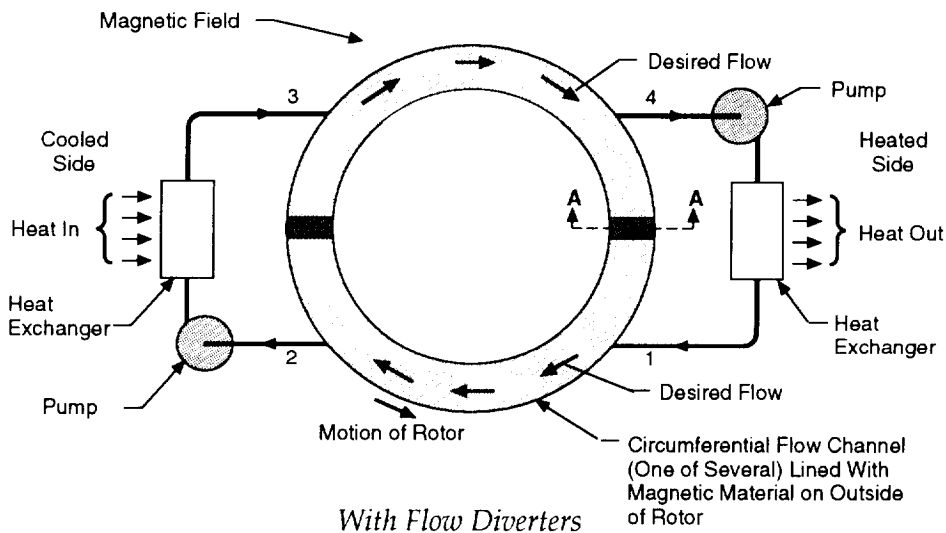 Magnetic Field
Desired Flow
3
4
Pump
Cooled
Side
Heated
Side
A
A
Heat In
Heat Out
Heat
Exchanger
Heat
Exchanger
2
1
Pump
Desired Flow
Motion of Rotor
Circumferential Flow Channel
(One of Several) Lined With
Magnetic Material on Outside
of Rotor
With Flow Diverters